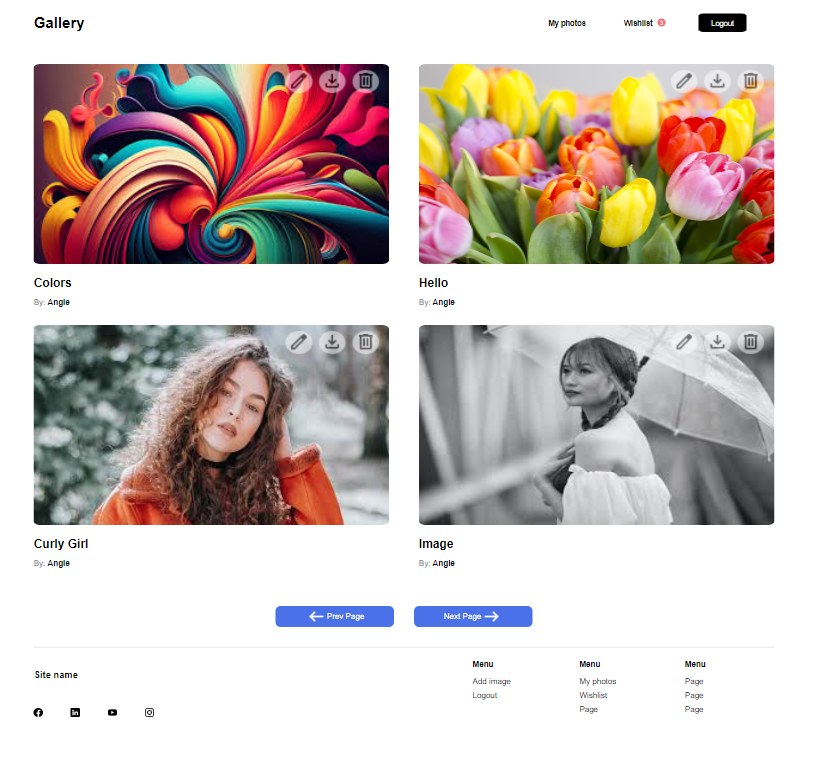 Gallery
My photos
Wishlist 3
Logout
Colors
By: Angle
Hello
By: Angle
Curly Girl
By: Angle
Image
By: Angle
Prev Page
Next Page
Site name
Menu
Add image
Logout
Menu
My photos
Wishlist
Page
Menu
Page
Page
Page